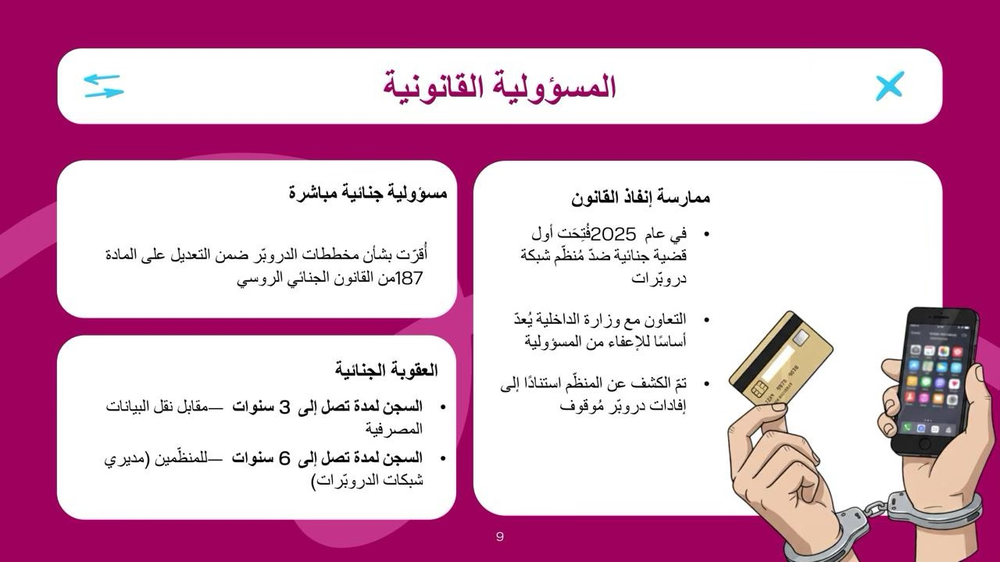 المسؤولية القانونية
ممارسة إنفاذ القانون
• في عام 2025فُتِحَت أول
قضية جنائية ضدّ مُنظّم شبكة
دروبّرات
• التعاون مع وزارة الداخلية يُعدّ
أساسًا للإعفاء من المسؤولية
• تمّ الكشف عن المنظّم استنادًا إلى
إفادات دروبّر مُوقوف
مسؤولية جنائية مباشرة
أُقرّت بشأن مخططات الدروبّر ضمن التعديل على المادة
187من القانون الجنائي الروسي
العقوبة الجنائية
• السجن لمدة تصل إلى 3 سنوات —مقابل نقل البيانات
المصرفية
• السجن لمدة تصل إلى 6 سنوات —للمنظّمين (مديري
شبكات الدروبّرات)
9